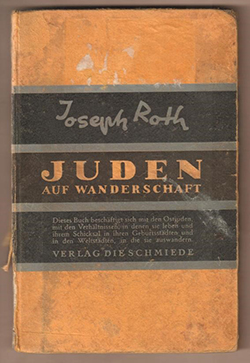 Joseph Roth
JUDEN
AUF WANDERSCHAFT
Dieses Buch beschäftigt sich mit den Ostjuden
mit den Verhältnissen, in denen sie leben und
ihrem Schicksal in ihren Geburtsstätten und
in den Weltstädten, in die sie auswandern.
VERLAG DIE SCHMIEDE